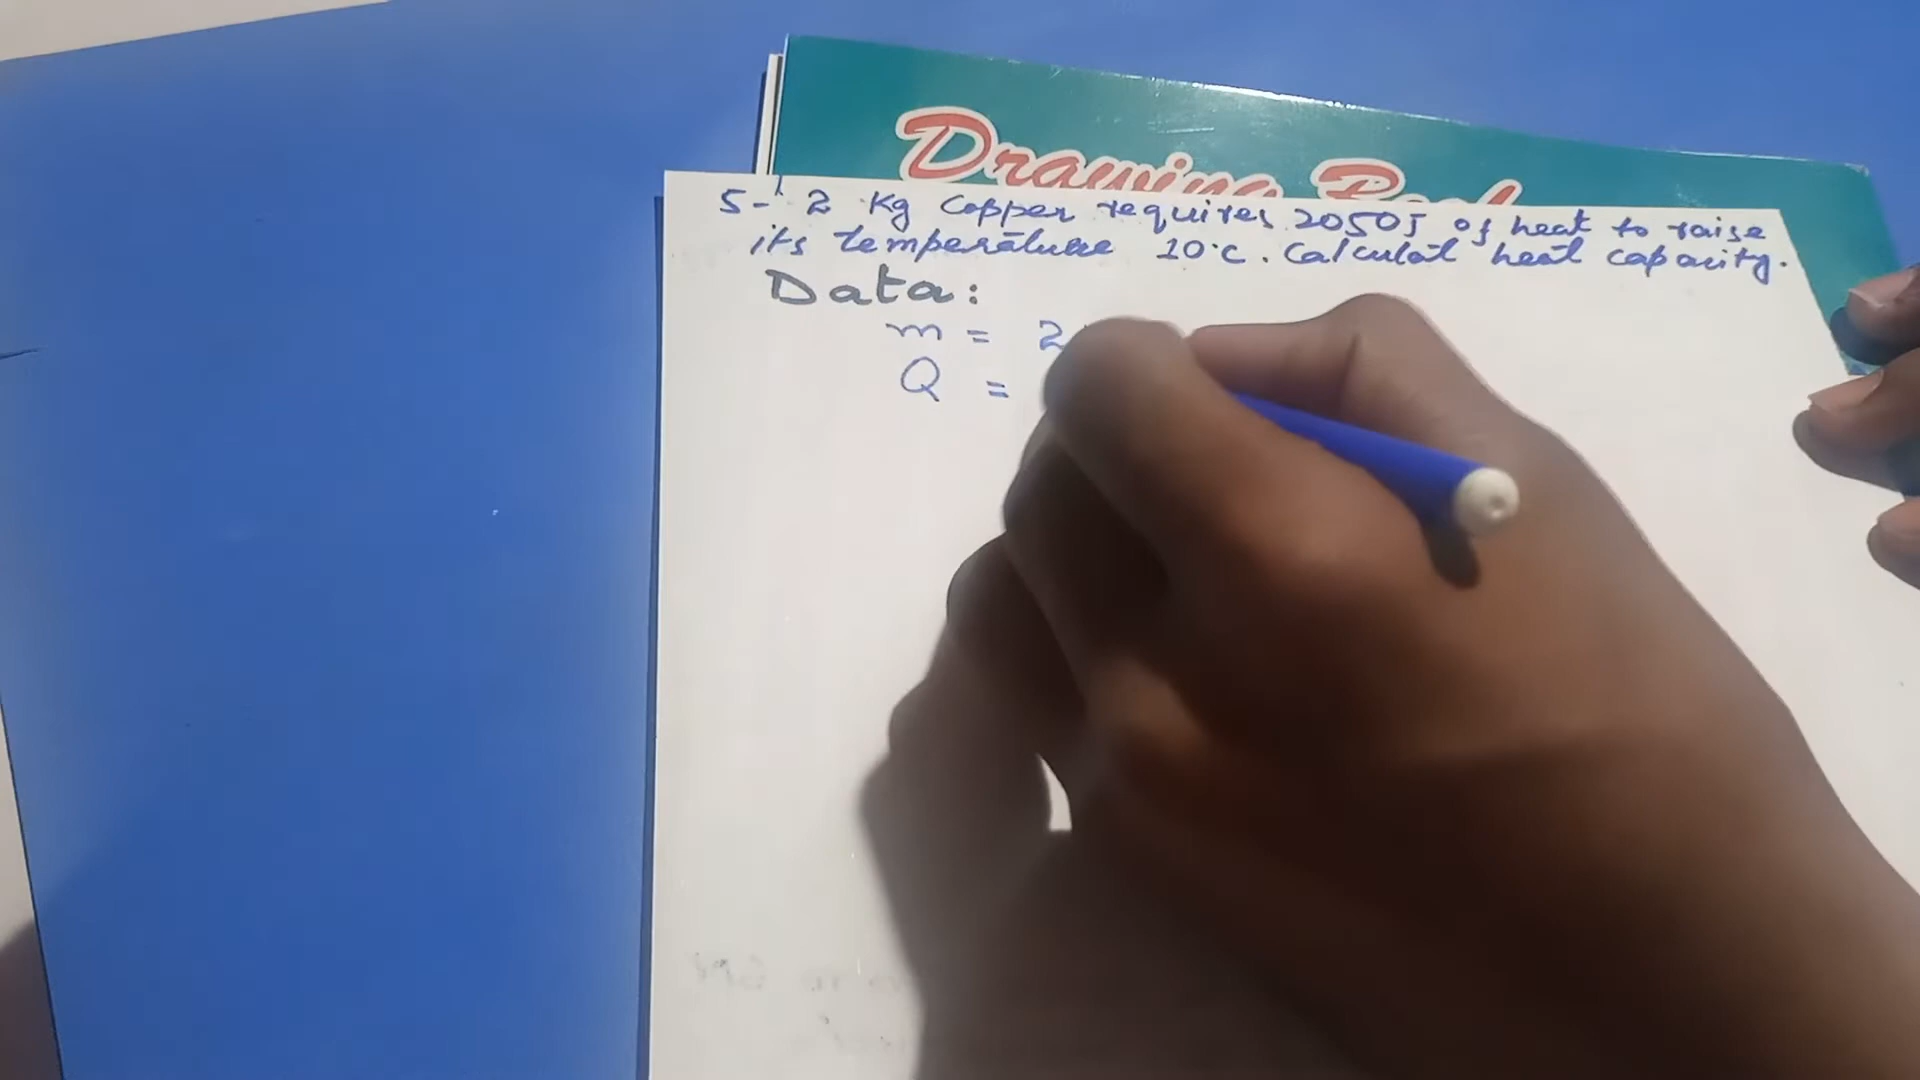 Drawing Book
5- 2 Kg Copper requires 2050J of heat to raise
its temperature 10°C. Calculat heat capacity.
Data:
m = 2
Q =